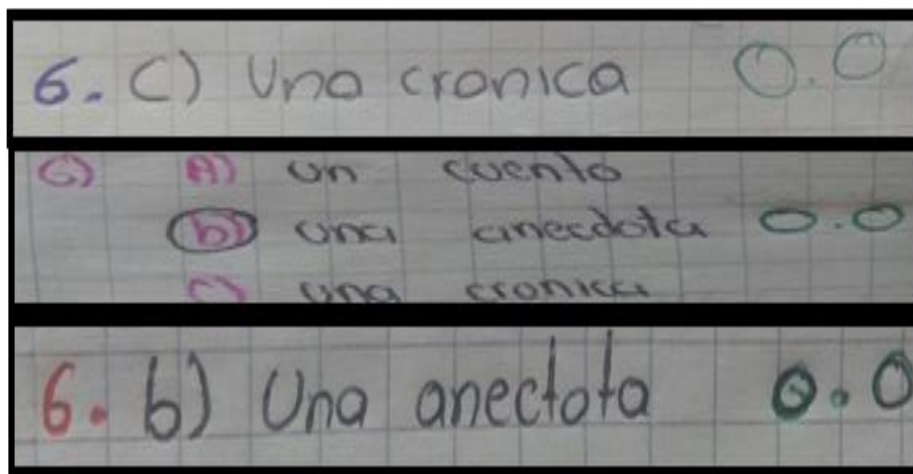 6. C) Una cronica 0.0
6) A) un cuento
b) una anecdota 0.0
c) una cronica
6. b) Una anectota 0.0